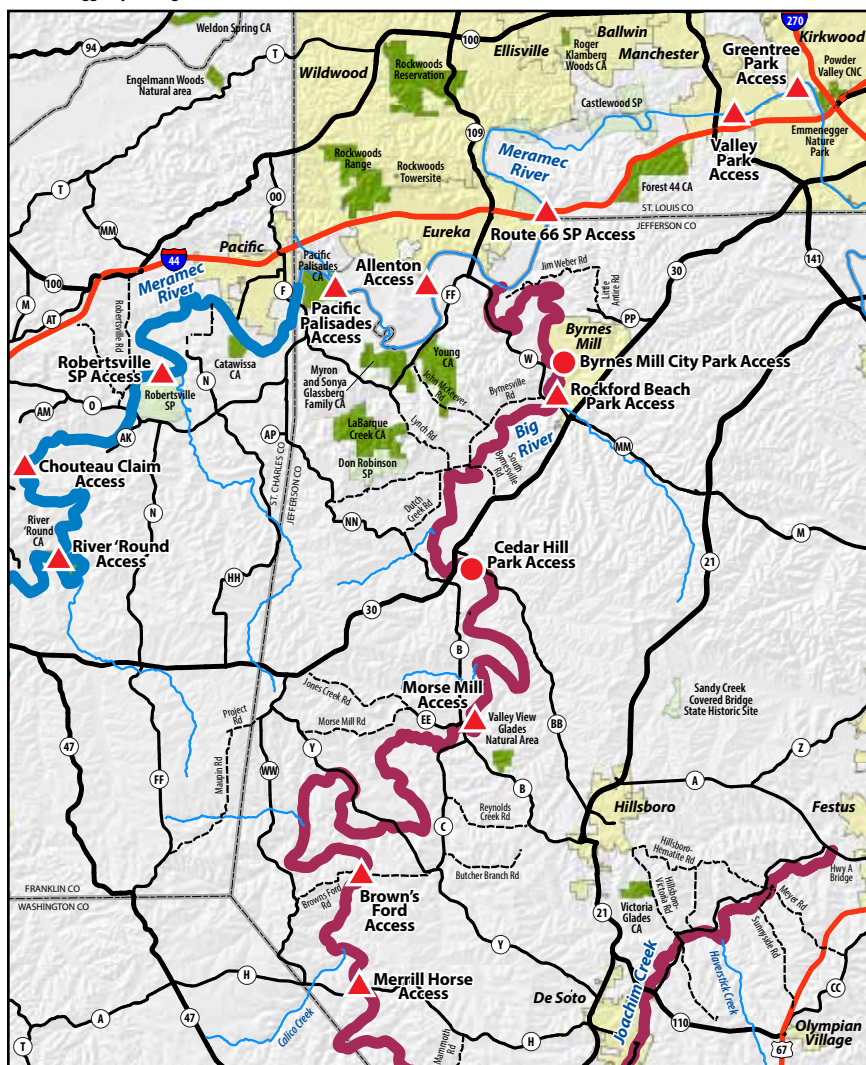 Weldon Spring CA
94
T
100
Ellisville
Ballwin
270
Kirkwood
Roger
Klamberg
Woods CA
Manchester
Greentree
Park
Access
Powder
Valley CNC
Engelmann Woods
Natural area
Wildwood
Rockwoods
Reservation
Castlewood SP
109
Meramec
River
Valley
Park
Access
Emmenegger
Nature
Park
Rockwoods
Range
Rockwoods
Towersite
Forest 44 CA
T
OO
MM
ST. LOUIS CO
JEFFERSON CO
Route 66 SP Access
44
Pacific
Eureka
141
30
100
Meramec
River
F
Pacific
Palisades
CA
Allenton
Access
FF
Jim Weber Rd
Little
Antire Rd
M
AT
Robertsville Rd
Pacific
Palisades
Access
PP
Byrnes
Mill
Robertsville
SP Access
Catawissa
CA
N
Myron
and Sonya
Glassberg
Family CA
Young
CA
W
Byrnes Mill City Park Access
Robertsville
SP
John McKeever
Rd
Byrnesville
Rd
Rockford Beach
Park Access
AM
O
AK
AP
LaBarque
Creek CA
Lynch Rd
Big
River
South
Byrnesville
Rd
MM
Chouteau Claim
Access
ST. CHARLES CO
JEFFERSON CO
Don Robinson
SP
Dutch
Creek Rd
N
NN
M
River
'Round
CA
River 'Round
Access
Cedar Hill
Park Access
21
HH
30
B
Sandy Creek
Covered Bridge
State Historic Site
Jones Creek Rd
Morse Mill
Access
Project
Rd
Morse Mill Rd
EE
Valley View
Glades
Natural Area
BB
47
Y
Z
FF
Maupin Rd
WW
B
A
Reynolds
Creek Rd
Hillsboro
Festus
C
Hillsboro-
Hematite Rd
Butcher Branch Rd
Hwy A
Bridge
FRANKLIN CO
WASHINGTON CO
Browns Ford
Rd
Brown's
Ford
Access
Hillsboro-
Victoria Rd
Meyer Rd
Victoria
Glades
CA
21
Sunnyside Rd
Y
Joachim Creek
Haverstick Creek
H
Merrill Horse
Access
De Soto
CC
A
47
Calico Creek
H
110
Olympian
Village
T
Mammoth
Rd
67